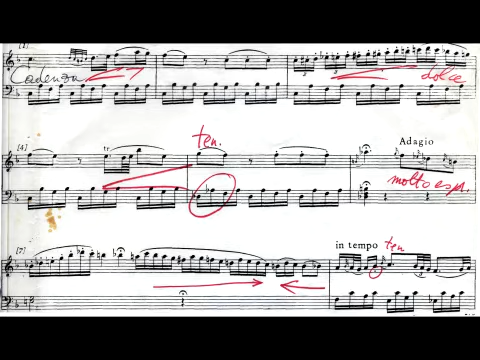 [1]
Cadenza
dolce
ten.
[4]
tr.
Adagio
molto esp.
[7]
in tempo ten